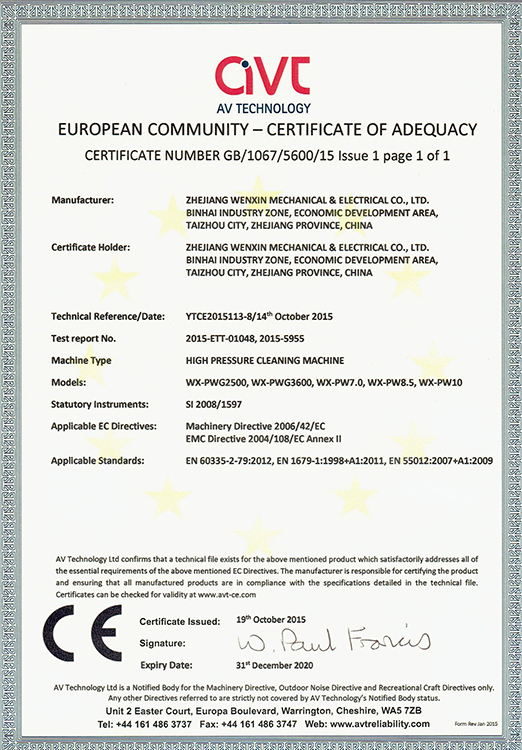 avt
AV TECHNOLOGY
EUROPEAN COMMUNITY – CERTIFICATE OF ADEQUACY
CERTIFICATE NUMBER GB/1067/5600/15 Issue 1 page 1 of 1
Manufacturer: ZHEJIANG WENXIN MECHANICAL & ELECTRICAL CO., LTD.
BINHAI INDUSTRY ZONE, ECONOMIC DEVELOPMENT AREA,
TAIZHOU CITY, ZHEJIANG PROVINCE, CHINA
Certificate Holder: ZHEJIANG WENXIN MECHANICAL & ELECTRICAL CO., LTD.
BINHAI INDUSTRY ZONE, ECONOMIC DEVELOPMENT AREA,
TAIZHOU CITY, ZHEJIANG PROVINCE, CHINA
Technical Reference/Date: YTCE2015113-8/14th October 2015
Test report No. 2015-ETT-01048, 2015-5955
Machine Type HIGH PRESSURE CLEANING MACHINE
Models: WX-PWG2500, WX-PWG3600, WX-PW7.0, WX-PW8.5, WX-PW10
Statutory Instruments: SI 2008/1597
Applicable EC Directives: Machinery Directive 2006/42/EC
EMC Directive 2004/108/EC Annex II
Applicable Standards: EN 60335-2-79:2012, EN 1679-1:1998+A1:2011, EN 55012:2007+A1:2009
AV Technology Ltd confirms that a technical file exists for the above mentioned product which satisfactorily addresses all of
the essential requirements of the above mentioned EC Directives. The manufacturer is responsible for certifying the product
and ensuring that all manufactured products are in compliance with the specifications detailed in the technical file.
Certificates can be checked for validity at www.avt-ce.com
CE
Certificate Issued: 19th October 2015
Signature: W. Paul Francis
Expiry Date: 31st December 2020
AV Technology Ltd is a Notified Body for the Machinery Directive, Outdoor Noise Directive and Recreational Craft Directives only.
Any other Directives referred to are strictly not covered by AV Technology's Notified Body status.
Unit 2 Easter Court, Europa Boulevard, Warrington, Cheshire, WA5 7ZB
Tel: +44 161 486 3737 Fax: +44 161 486 3747 Web: www.avtreliability.com
Form Rev Jan 2015